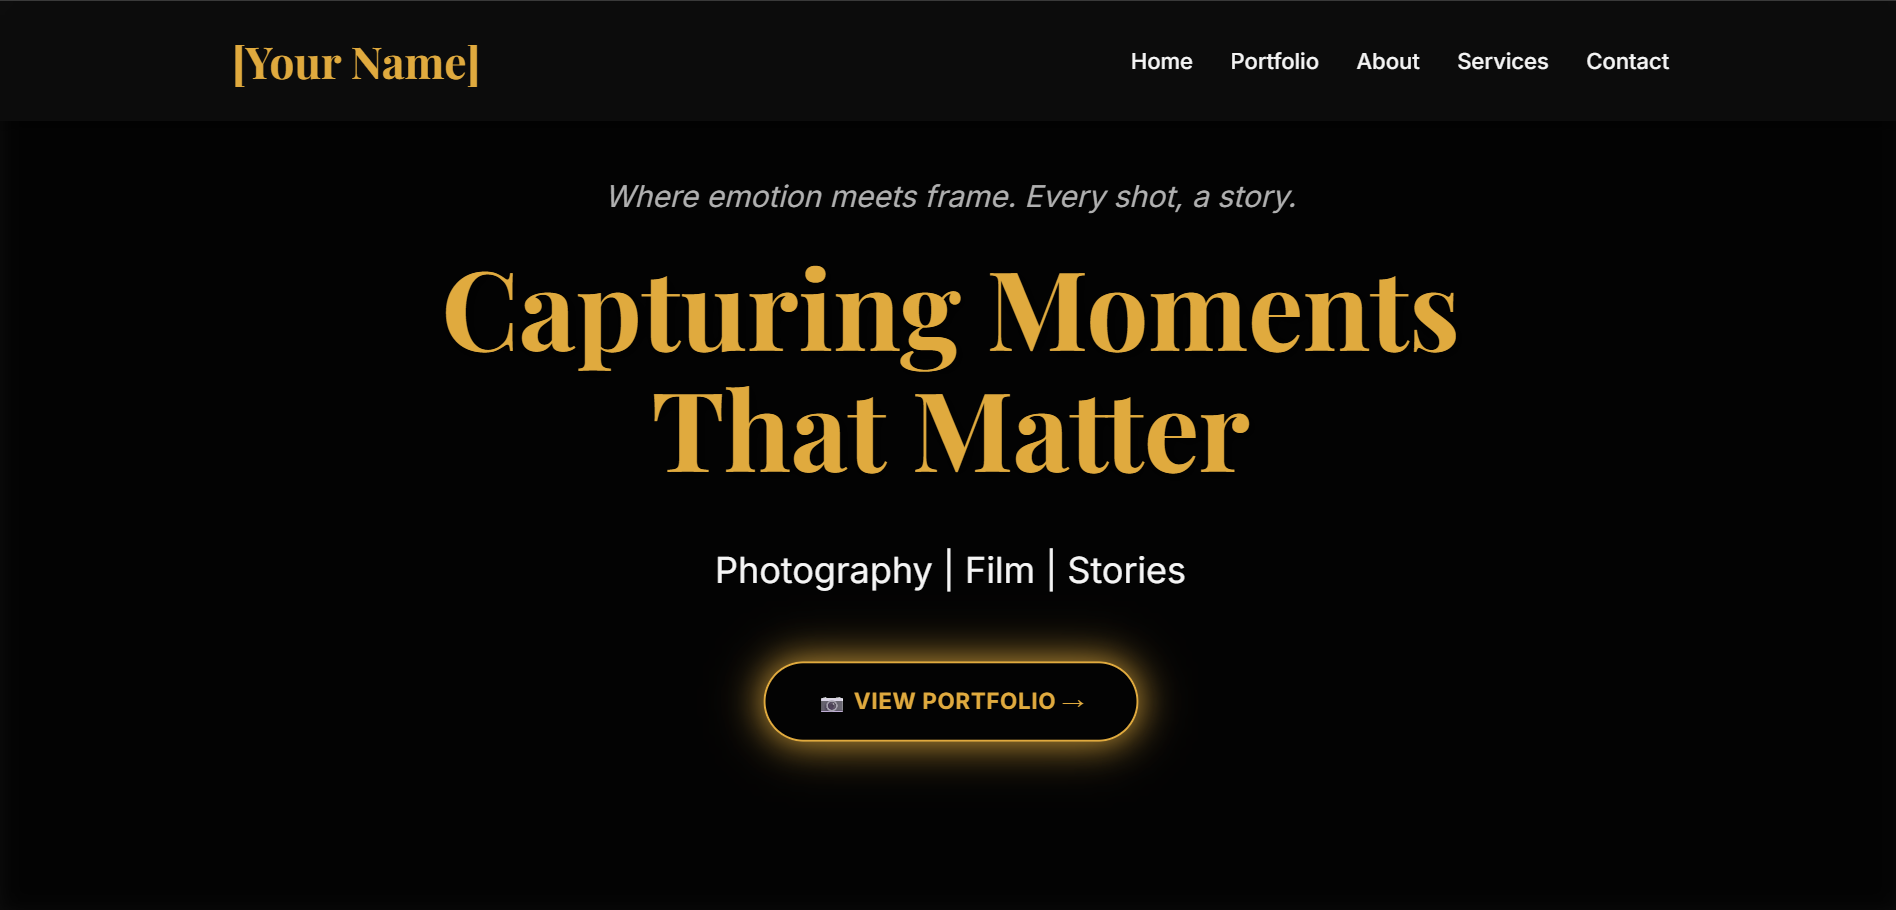 [Your Name]
Home Portfolio About Services Contact
Where emotion meets frame. Every shot, a story.
Capturing Moments
That Matter
Photography | Film | Stories
📷 VIEW PORTFOLIO →